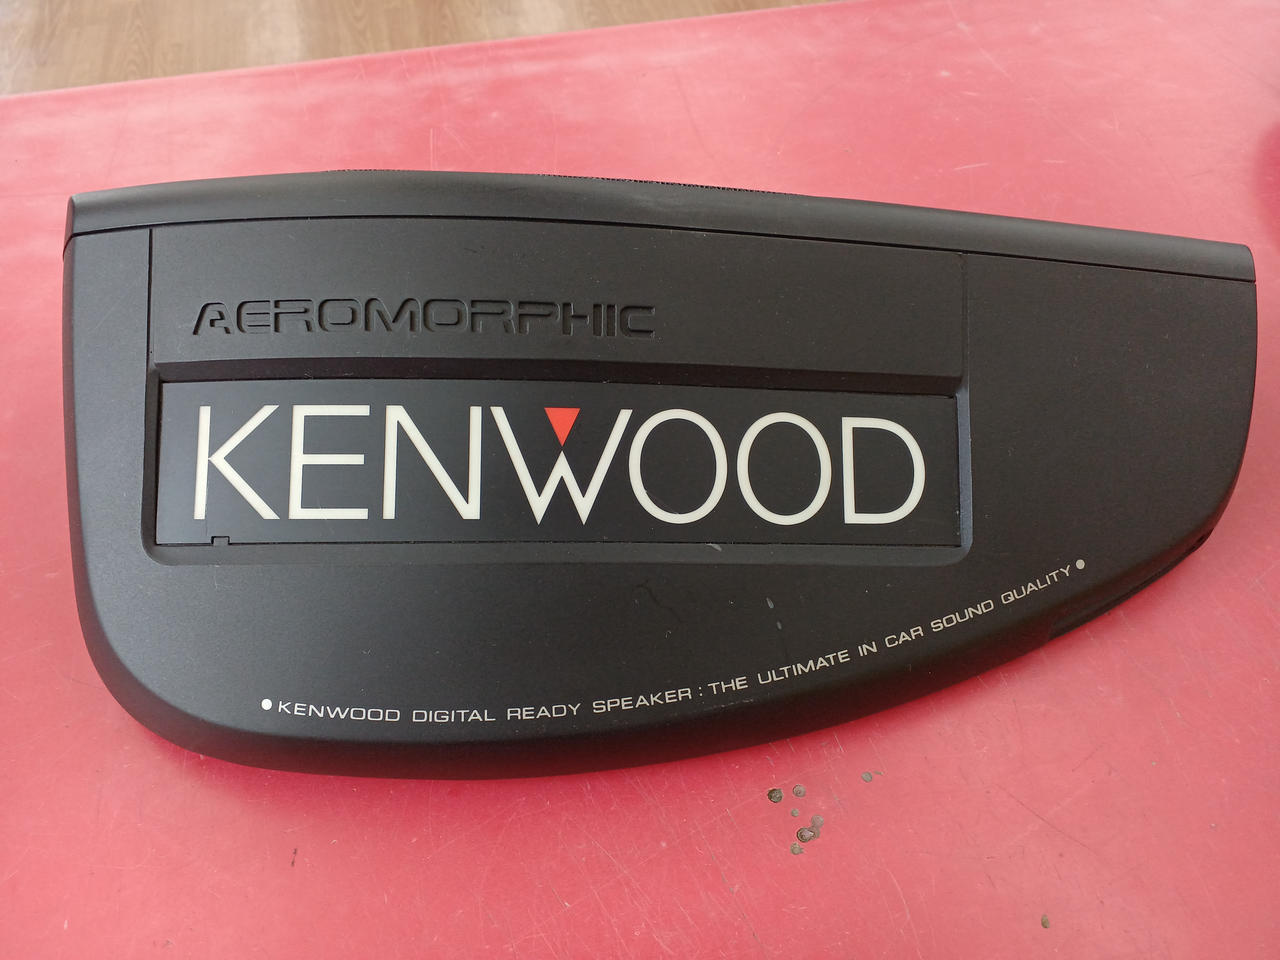 AEROMORPHIC
KENWOOD
•KENWOOD DIGITAL READY SPEAKER : THE ULTIMATE IN CAR SOUND QUALITY•